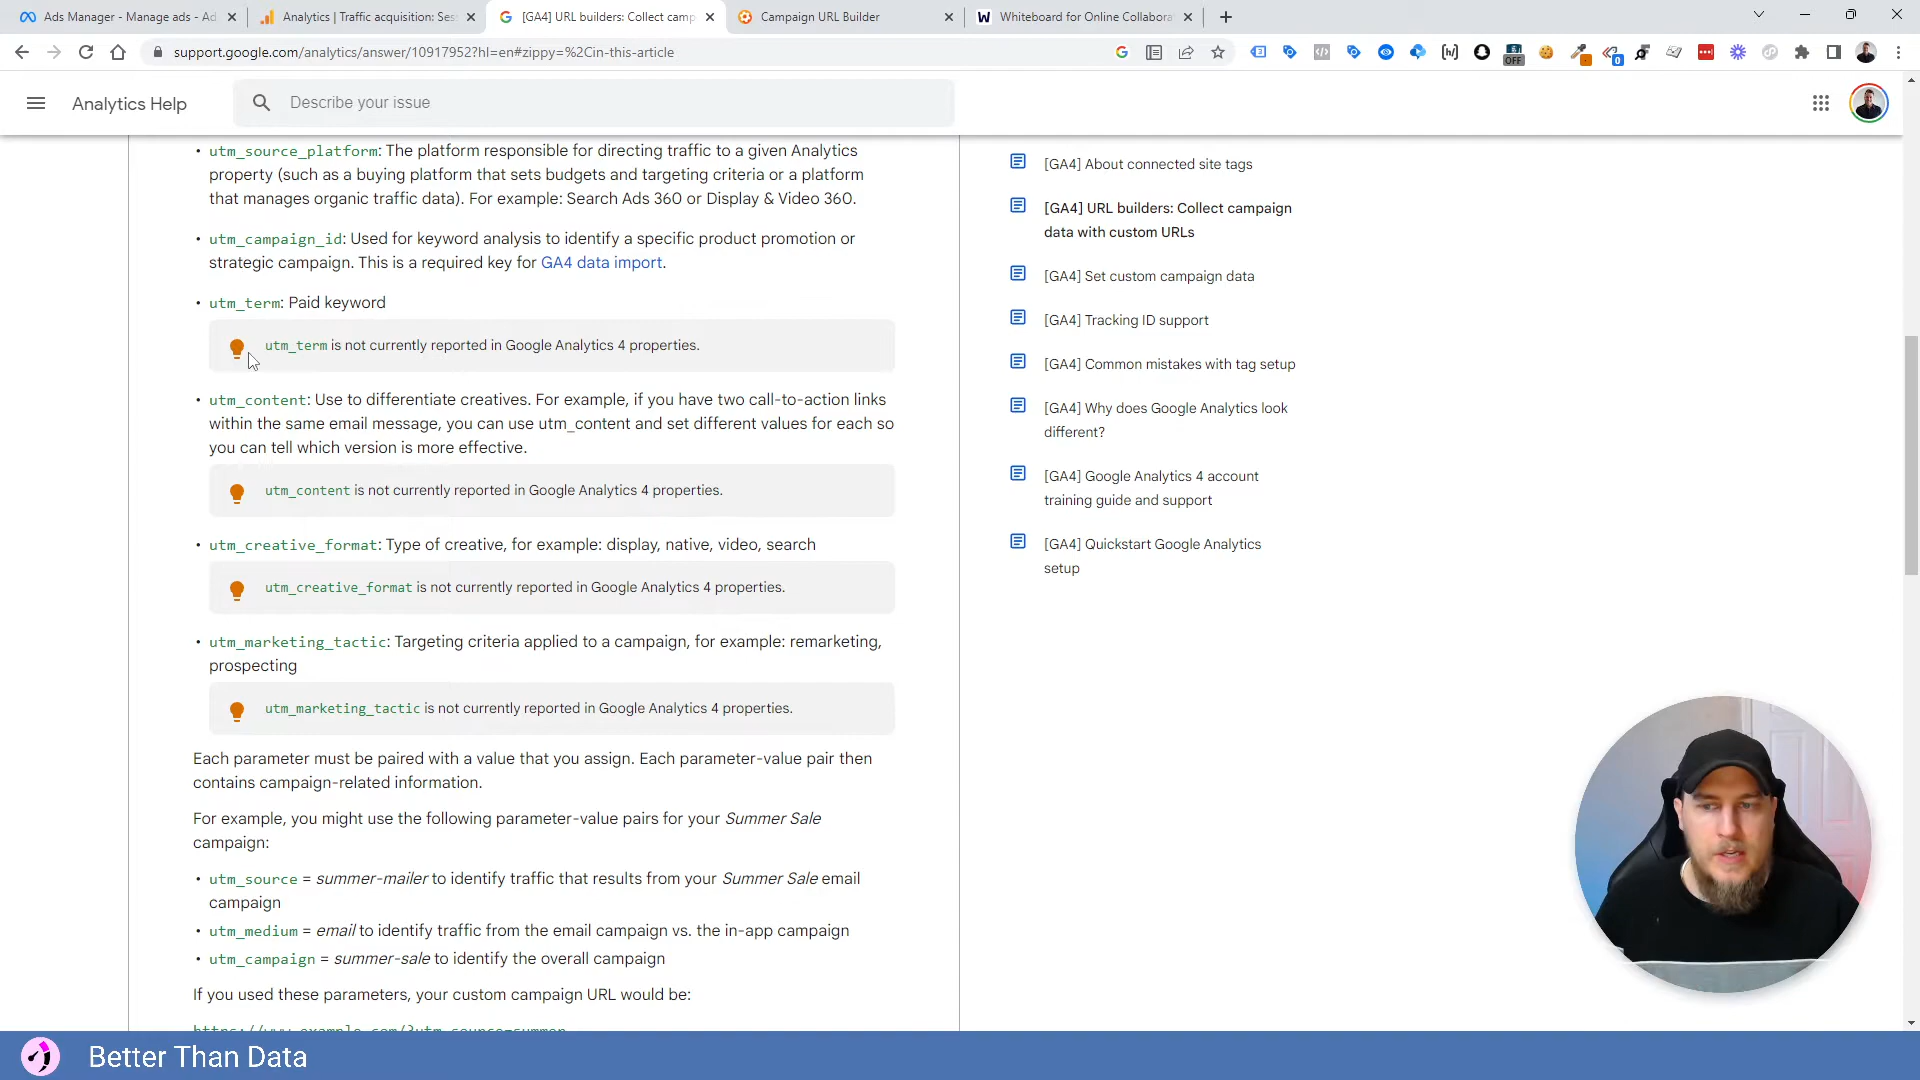 Ads Manager - Manage ads - Ad
Analytics | Traffic acquisition: Sess
[GA4] URL builders: Collect camp
Campaign URL Builder
Whiteboard for Online Collabora
support.google.com/analytics/answer/10917952?hl=en#zippy=%2Cin-this-article
OFF
0
Analytics Help
Describe your issue
• utm_source_platform: The platform responsible for directing traffic to a given Analytics
property (such as a buying platform that sets budgets and targeting criteria or a platform
that manages organic traffic data). For example: Search Ads 360 or Display & Video 360.
• utm_campaign_id: Used for keyword analysis to identify a specific product promotion or
strategic campaign. This is a required key for GA4 data import.
• utm_term: Paid keyword
utm_term is not currently reported in Google Analytics 4 properties.
• utm_content: Use to differentiate creatives. For example, if you have two call-to-action links
within the same email message, you can use utm_content and set different values for each so
you can tell which version is more effective.
utm_content is not currently reported in Google Analytics 4 properties.
• utm_creative_format: Type of creative, for example: display, native, video, search
utm_creative_format is not currently reported in Google Analytics 4 properties.
• utm_marketing_tactic: Targeting criteria applied to a campaign, for example: remarketing,
prospecting
utm_marketing_tactic is not currently reported in Google Analytics 4 properties.
Each parameter must be paired with a value that you assign. Each parameter-value pair then
contains campaign-related information.
For example, you might use the following parameter-value pairs for your Summer Sale
campaign:
• utm_source = summer-mailer to identify traffic that results from your Summer Sale email
campaign
• utm_medium = email to identify traffic from the email campaign vs. the in-app campaign
• utm_campaign = summer-sale to identify the overall campaign
If you used these parameters, your custom campaign URL would be:
https://www.example.com/?utm_source=summer
[GA4] About connected site tags
[GA4] URL builders: Collect campaign
data with custom URLs
[GA4] Set custom campaign data
[GA4] Tracking ID support
[GA4] Common mistakes with tag setup
[GA4] Why does Google Analytics look
different?
[GA4] Google Analytics 4 account
training guide and support
[GA4] Quickstart Google Analytics
setup
Better Than Data